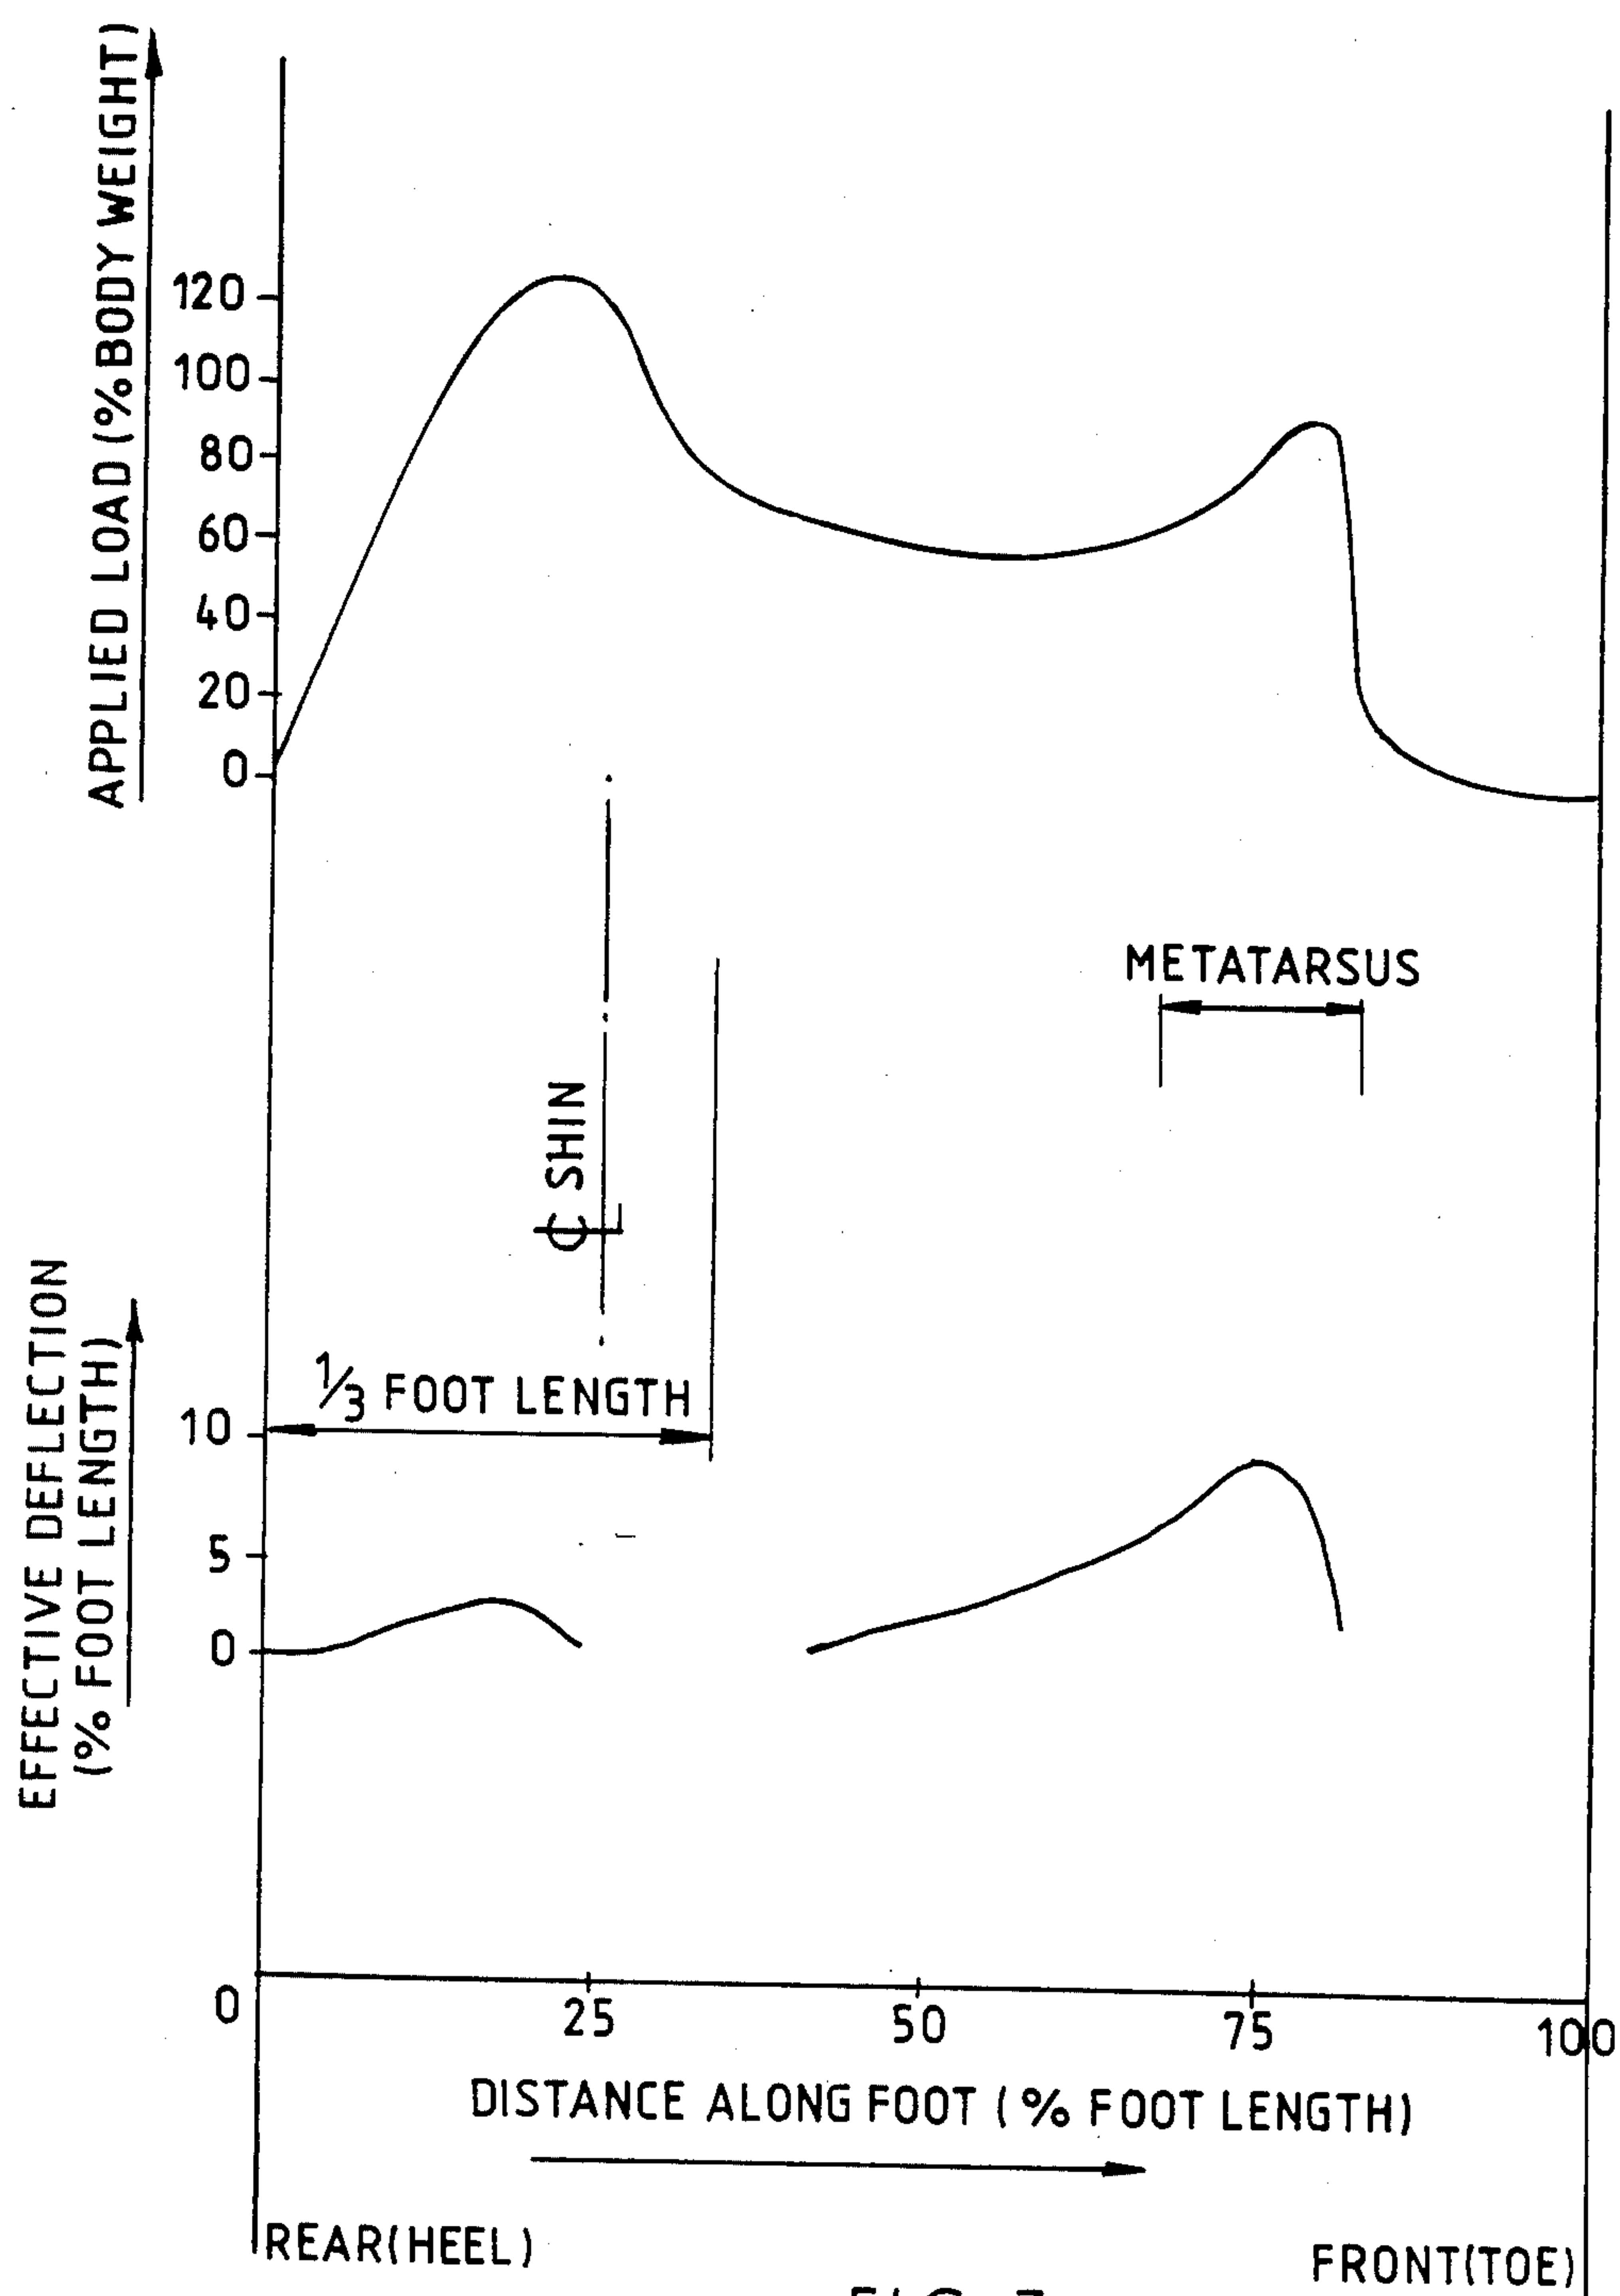 APPLIED LOAD (%BODY WEIGHT)
120
100
80
60
40
20
0
METATARSUS
℄ SHIN
1/3 FOOT LENGTH
EFFECTIVE DEFLECTION
(% FOOT LENGTH)
10
5
0
0
25
50
75
100
DISTANCE ALONG FOOT (% FOOT LENGTH)
REAR(HEEL)
FRONT(TOE)